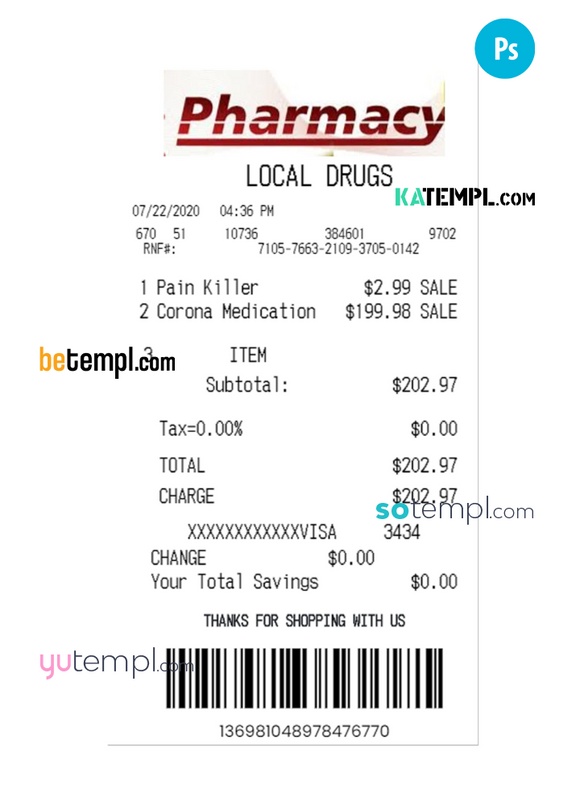 Ps
Pharmacy
LOCAL DRUGS
KATEMPL.COM
07/22/2020 04:36 PM
670 51 10736 384601 9702
RNF#: 7105-7663-2109-3705-0142
1 Pain Killer $2.99 SALE
2 Corona Medication $199.98 SALE
3 ITEM
betempl.com
Subtotal: $202.97
Tax=0.00% $0.00
TOTAL $202.97
CHARGE $202.97
sotempl.com
XXXXXXXXXXXXVISA 3434
CHANGE $0.00
Your Total Savings $0.00
THANKS FOR SHOPPING WITH US
yutempl.com
136981048978476770